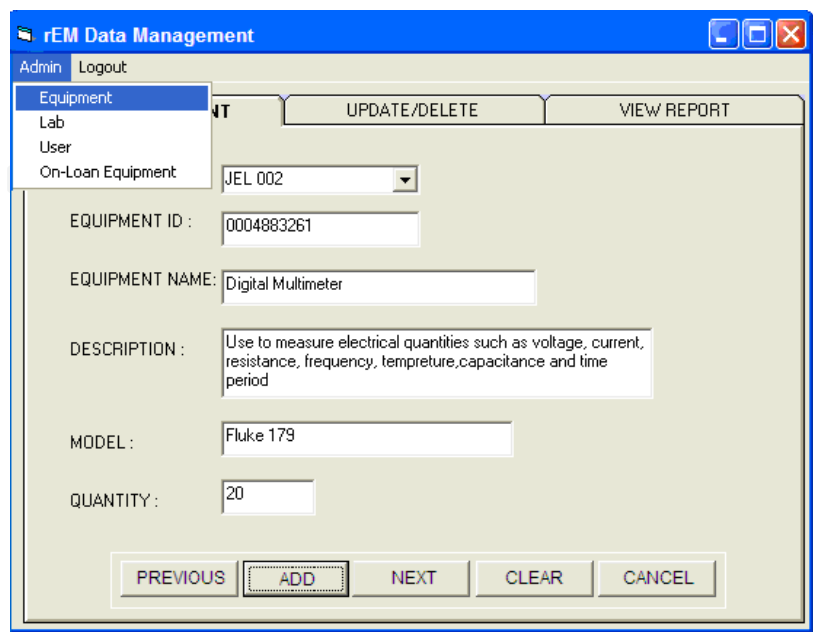 rEM Data Management
Admin Logout
Equipment
Lab
User
On-Loan Equipment
NT
UPDATE/DELETE
VIEW REPORT
JEL 002
EQUIPMENT ID :
0004883261
EQUIPMENT NAME:
Digital Multimeter
DESCRIPTION :
Use to measure electrical quantities such as voltage, current,
resistance, frequency, tempreture,capacitance and time
period
MODEL :
Fluke 179
QUANTITY :
20
PREVIOUS ADD NEXT CLEAR CANCEL